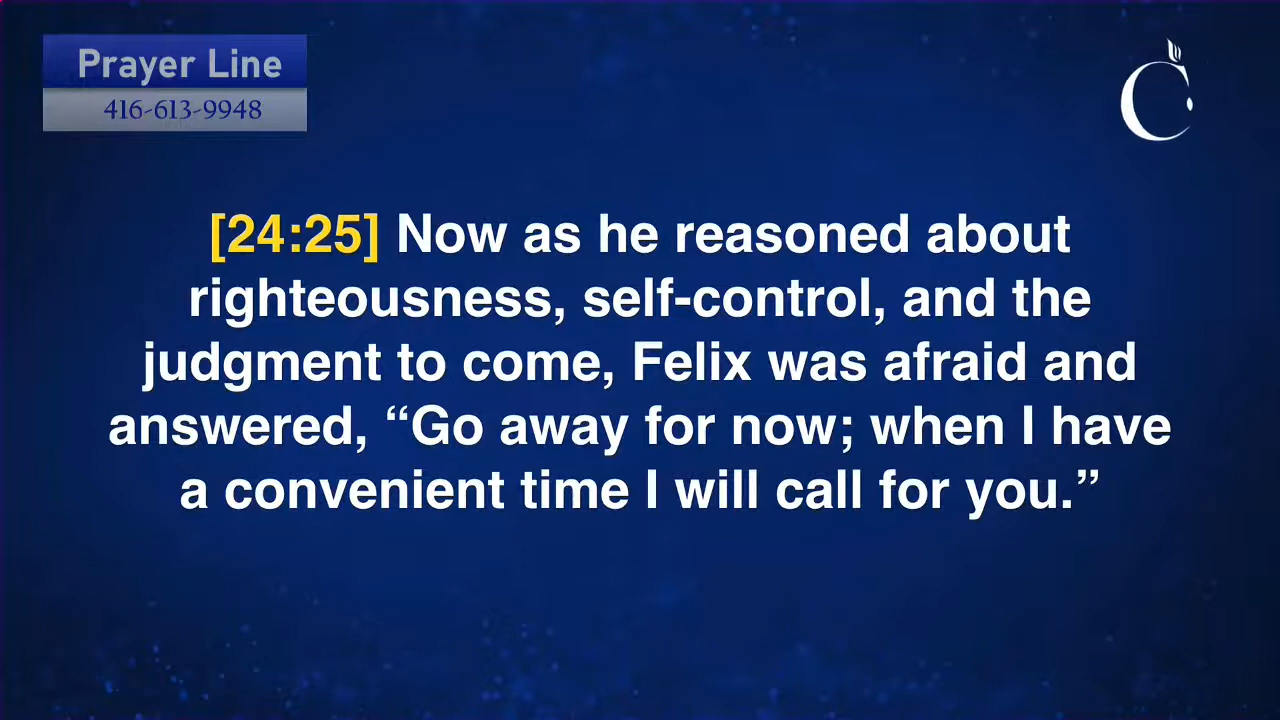 Prayer Line
416-613-9948
[24:25] Now as he reasoned about
righteousness, self-control, and the
judgment to come, Felix was afraid and
answered, “Go away for now; when I have
a convenient time I will call for you.”